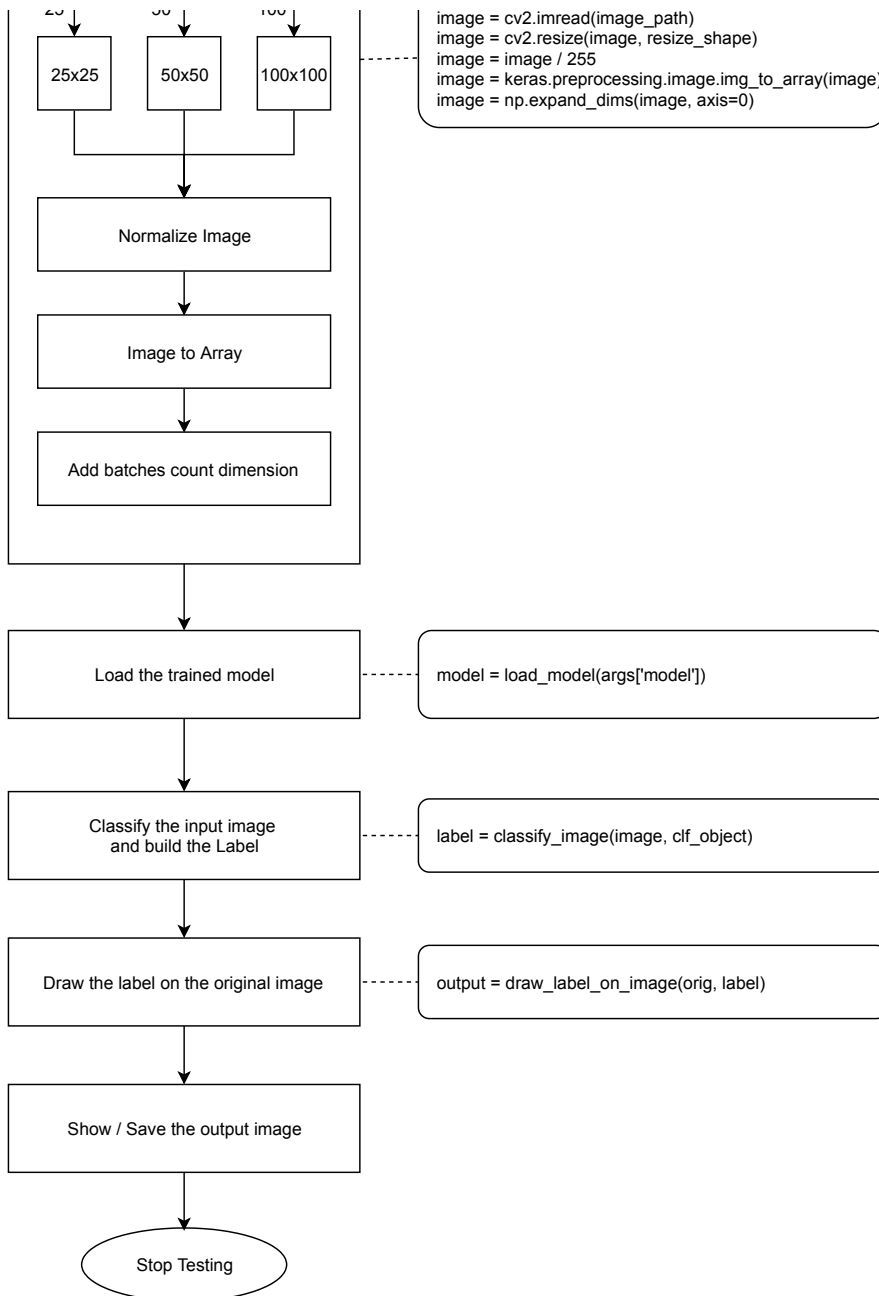 25 50 100
image = cv2.imread(image_path)
image = cv2.resize(image, resize_shape)
image = image / 255
image = keras.preprocessing.image.img_to_array(image)
image = np.expand_dims(image, axis=0)
25x25
50x50
100x100
Normalize Image
Image to Array
Add batches count dimension
Load the trained model
model = load_model(args['model'])
Classify the input image
and build the Label
label = classify_image(image, clf_object)
Draw the label on the original image
output = draw_label_on_image(orig, label)
Show / Save the output image
Stop Testing